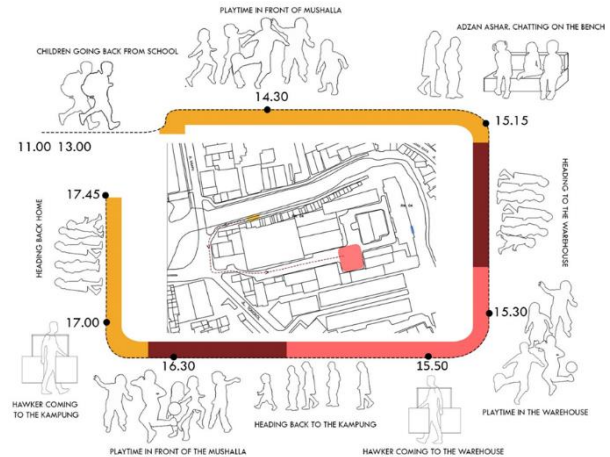 PLAYTIME IN FRONT OF MUSHALLA
ADZAN ASHAR, CHATTING ON THE BENCH
CHILDREN GOING BACK FROM SCHOOL
14.30
15.15
11.00 13.00
17.45
HEADING BACK HOME
HEADING TO THE WAREHOUSE
17.00
15.30
16.30
15.50
HAWKER COMING
TO THE KAMPUNG
PLAYTIME IN THE WAREHOUSE
HEADING BACK TO THE KAMPUNG
PLAYTIME IN FRONT OF THE MUSHALLA
HAWKER COMING TO THE WAREHOUSE